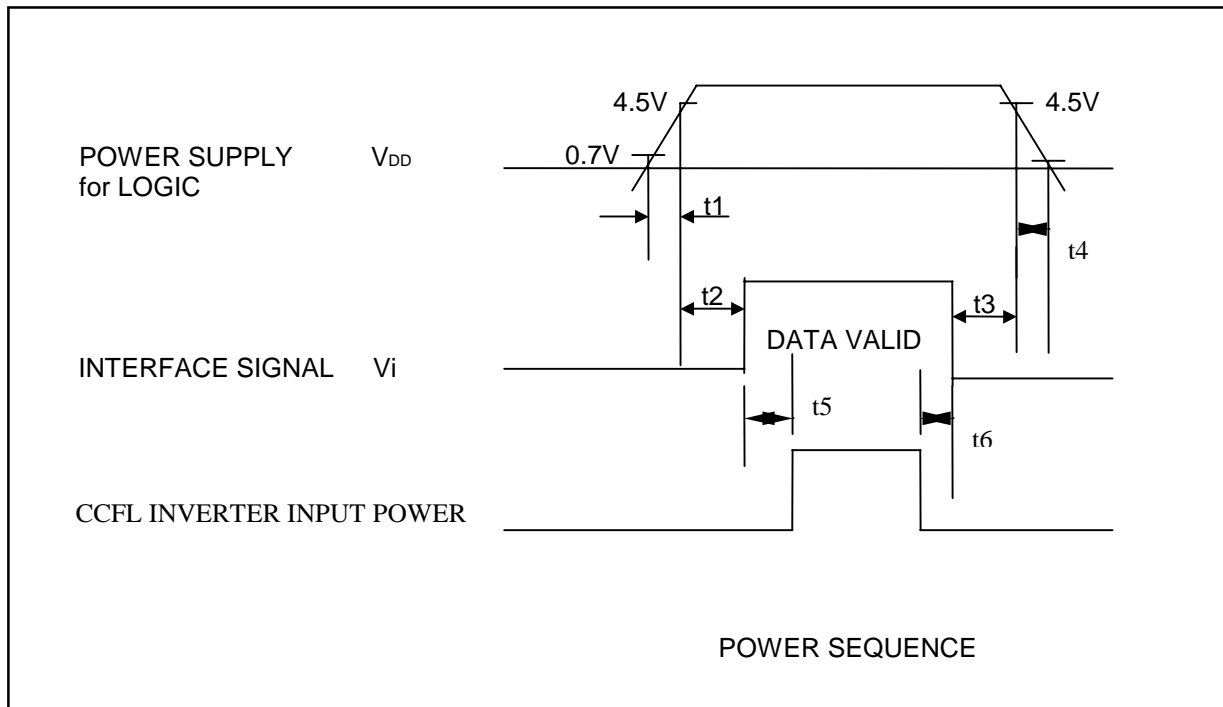 4.5V 4.5V
0.7V
POWER SUPPLY VDD
for LOGIC
t1
t4
t2 t3
DATA VALID
INTERFACE SIGNAL Vi
t5
t6
CCFL INVERTER INPUT POWER
POWER SEQUENCE